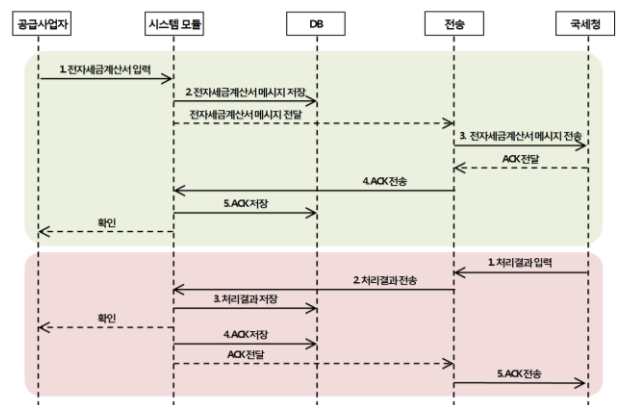 공급사업자 시스템 모듈 DB 전송 국세청
1. 전자세금계산서 입력
2. 전자세금계산서 메시지 저장
전자세금계산서 메시지 전달
3. 전자세금계산서 메시지 전송
ACK 전달
4.ACK 전송
5.ACK 저장
확인
1. 처리결과 입력
2. 처리결과 전송
3. 처리결과 저장
확인
4.ACK 저장
ACK 전달
5.ACK 전송